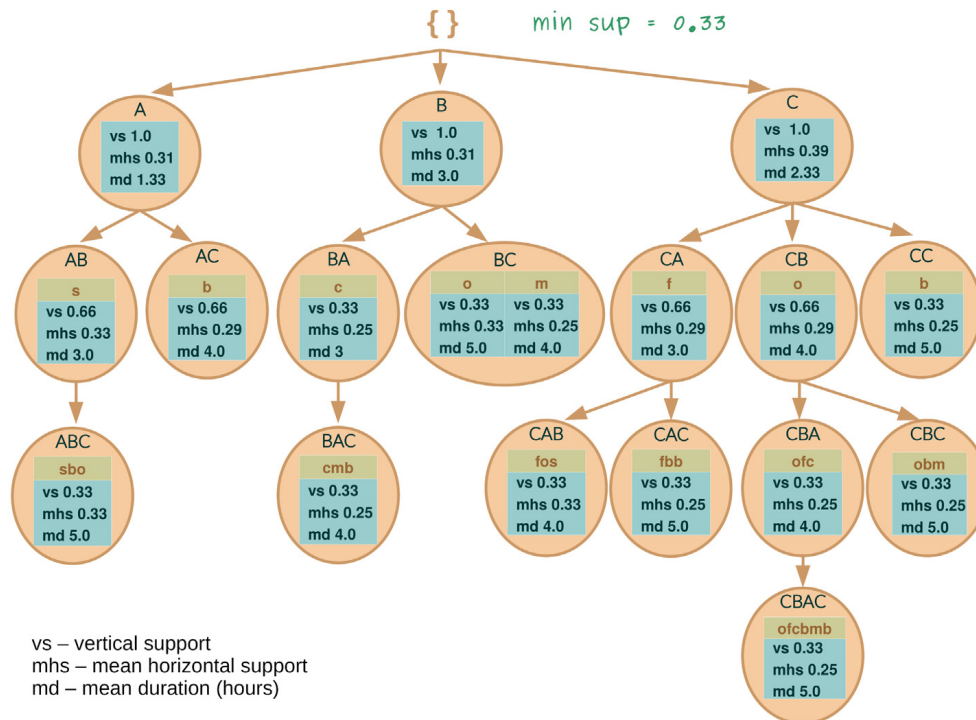 { }
min sup = 0.33
A
vs 1.0
mhs 0.31
md 1.33
B
vs 1.0
mhs 0.31
md 3.0
C
vs 1.0
mhs 0.39
md 2.33
AB
s
vs 0.66
mhs 0.33
md 3.0
AC
b
vs 0.66
mhs 0.29
md 4.0
BA
c
vs 0.33
mhs 0.25
md 3
BC
o m
vs 0.33 vs 0.33
mhs 0.33 mhs 0.25
md 5.0 md 4.0
CA
f
vs 0.66
mhs 0.29
md 3.0
CB
o
vs 0.66
mhs 0.29
md 4.0
CC
b
vs 0.33
mhs 0.25
md 5.0
ABC
sbo
vs 0.33
mhs 0.33
md 5.0
BAC
cmb
vs 0.33
mhs 0.25
md 4.0
CAB
fos
vs 0.33
mhs 0.33
md 4.0
CAC
fbb
vs 0.33
mhs 0.25
md 5.0
CBA
ofc
vs 0.33
mhs 0.25
md 4.0
CBC
obm
vs 0.33
mhs 0.25
md 5.0
CBAC
ofcbmb
vs 0.33
mhs 0.25
md 5.0
vs – vertical support
mhs – mean horizontal support
md – mean duration (hours)